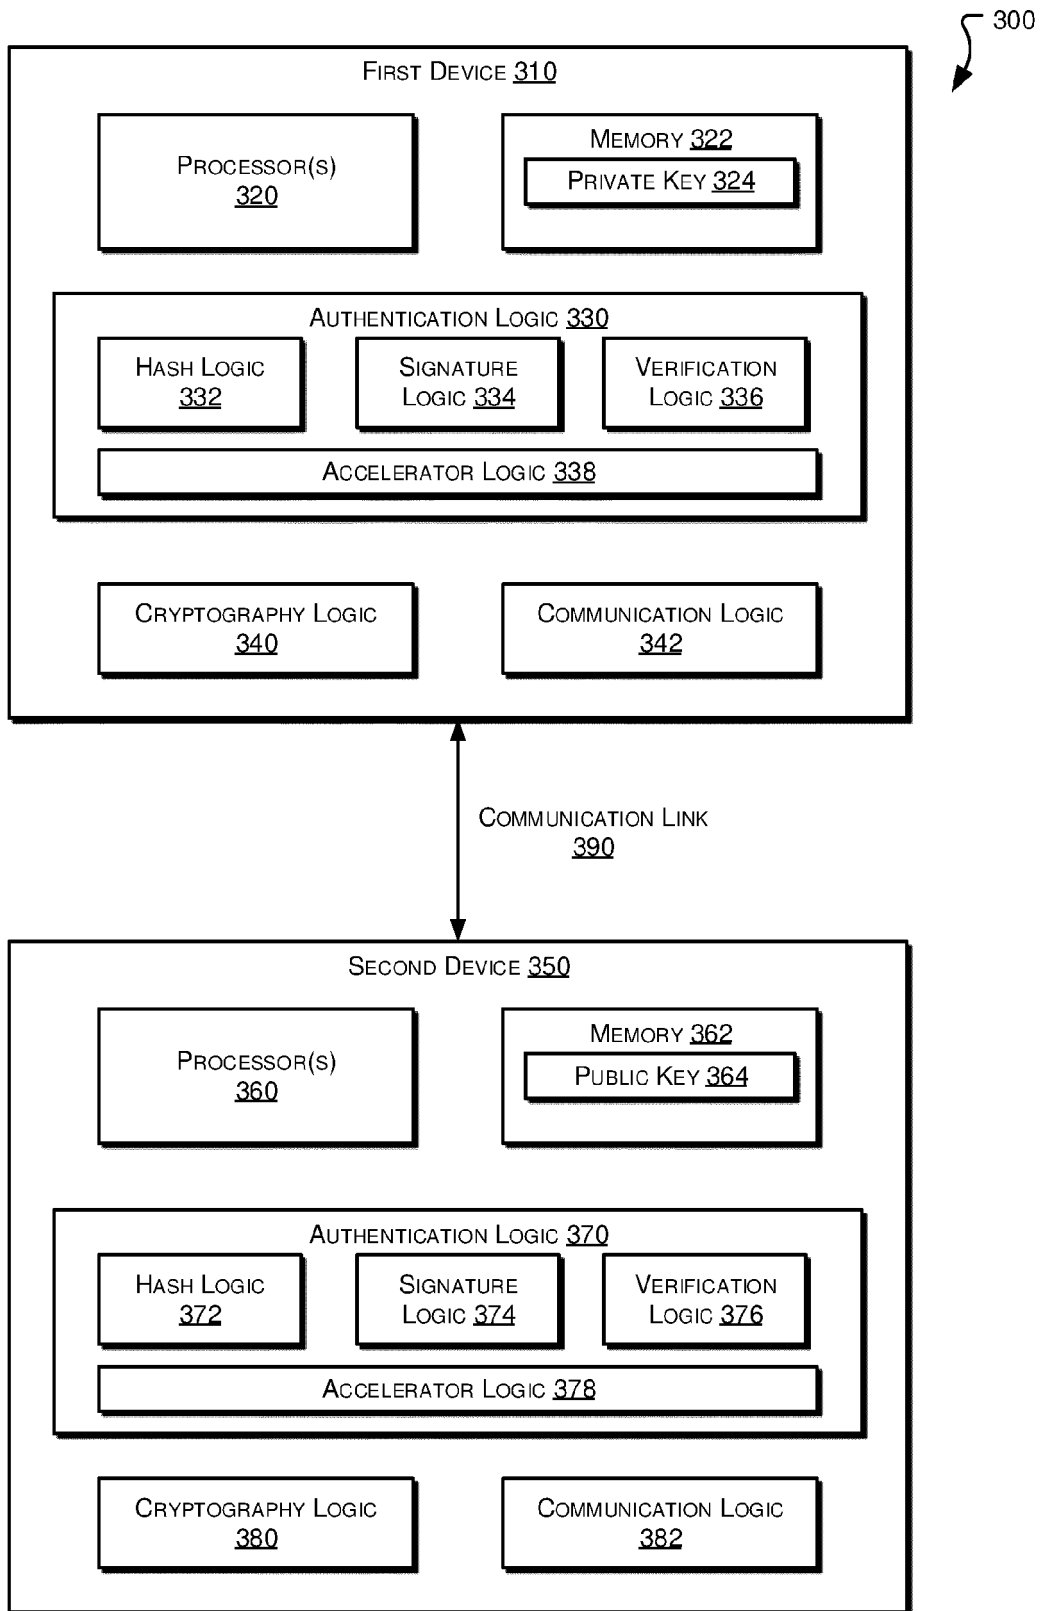 300
FIRST DEVICE 310
PROCESSOR(S)
320
MEMORY 322
PRIVATE KEY 324
AUTHENTICATION LOGIC 330
HASH LOGIC
332
SIGNATURE
LOGIC 334
VERIFICATION
LOGIC 336
ACCELERATOR LOGIC 338
CRYPTOGRAPHY LOGIC
340
COMMUNICATION LOGIC
342
COMMUNICATION LINK
390
SECOND DEVICE 350
PROCESSOR(S)
360
MEMORY 362
PUBLIC KEY 364
AUTHENTICATION LOGIC 370
HASH LOGIC
372
SIGNATURE
LOGIC 374
VERIFICATION
LOGIC 376
ACCELERATOR LOGIC 378
CRYPTOGRAPHY LOGIC
380
COMMUNICATION LOGIC
382